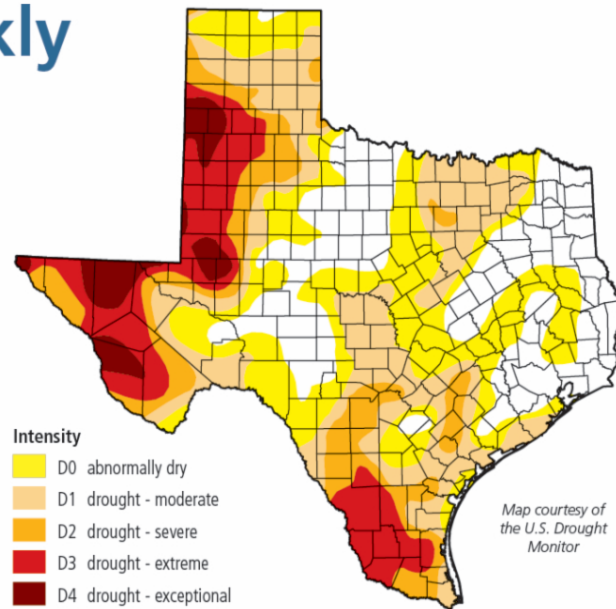 kly
Intensity
D0 abnormally dry
D1 drought - moderate
D2 drought - severe
D3 drought - extreme
D4 drought - exceptional
Map courtesy of
the U.S. Drought
Monitor